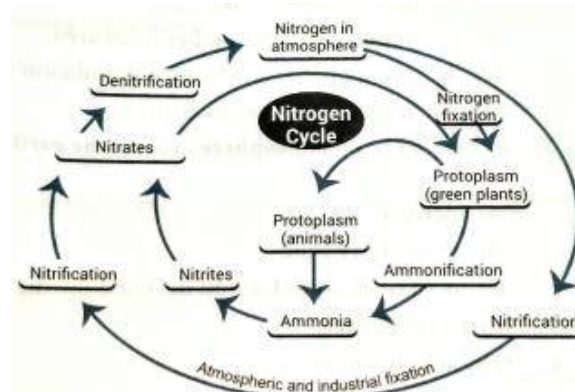 Nitrogen in
atmosphere
Denitrification
Nitrogen
fixation
Nitrogen
Cycle
Nitrates
Protoplasm
(green plants)
Protoplasm
(animals)
Nitrification
Nitrites
Ammonification
Ammonia
Nitrification
Atmospheric and industrial fixation